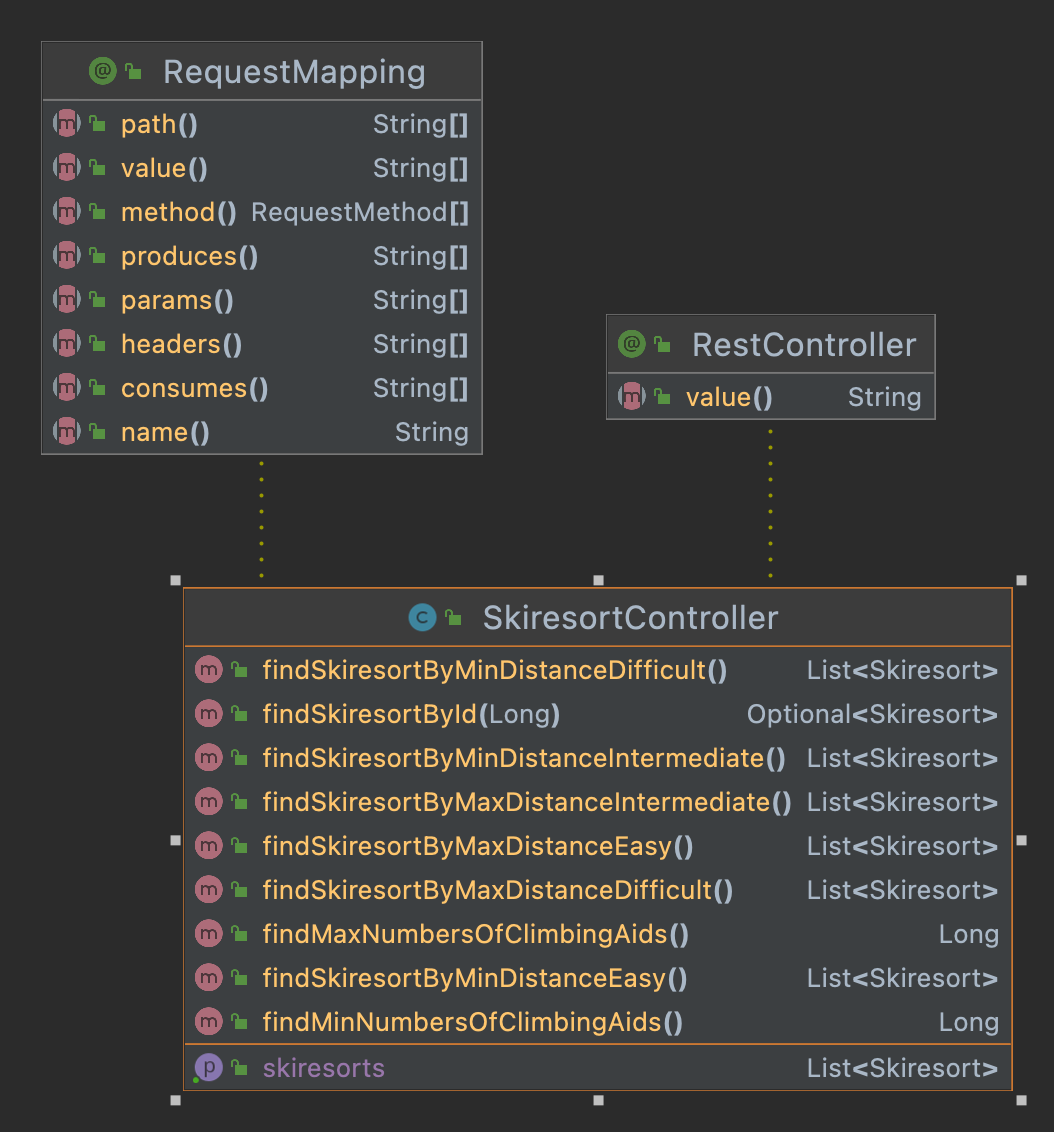 @ RequestMapping
m path() String[]
m value() String[]
m method() RequestMethod[]
m produces() String[]
m params() String[]
m headers() String[]
m consumes() String[]
m name() String
@ RestController
m value() String
C SkiresortController
m findSkiresortByMinDistanceDifficult() List<Skiresort>
m findSkiresortById(Long) Optional<Skiresort>
m findSkiresortByMinDistanceIntermediate() List<Skiresort>
m findSkiresortByMaxDistanceIntermediate() List<Skiresort>
m findSkiresortByMaxDistanceEasy() List<Skiresort>
m findSkiresortByMaxDistanceDifficult() List<Skiresort>
m findMaxNumbersOfClimbingAids() Long
m findSkiresortByMinDistanceEasy() List<Skiresort>
m findMinNumbersOfClimbingAids() Long
p skiresorts List<Skiresort>